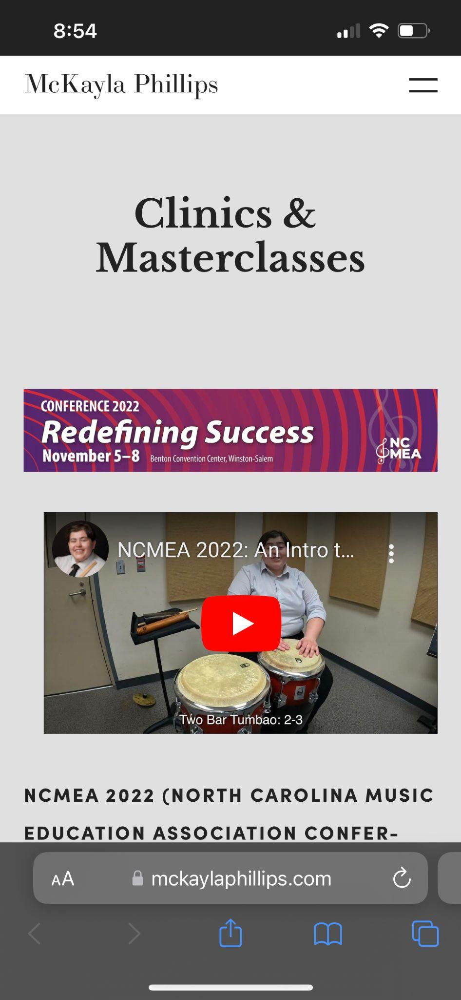 8:54
McKayla Phillips
Clinics &
Masterclasses
CONFERENCE 2022
Redefining Success
November 5–8 Benton Convention Center, Winston-Salem
NC
MEA
NCMEA 2022: An Intro t...
Two Bar Tumbao: 2-3
NCMEA 2022 (NORTH CAROLINA MUSIC
EDUCATION ASSOCIATION CONFER-
AA mckaylaphillips.com